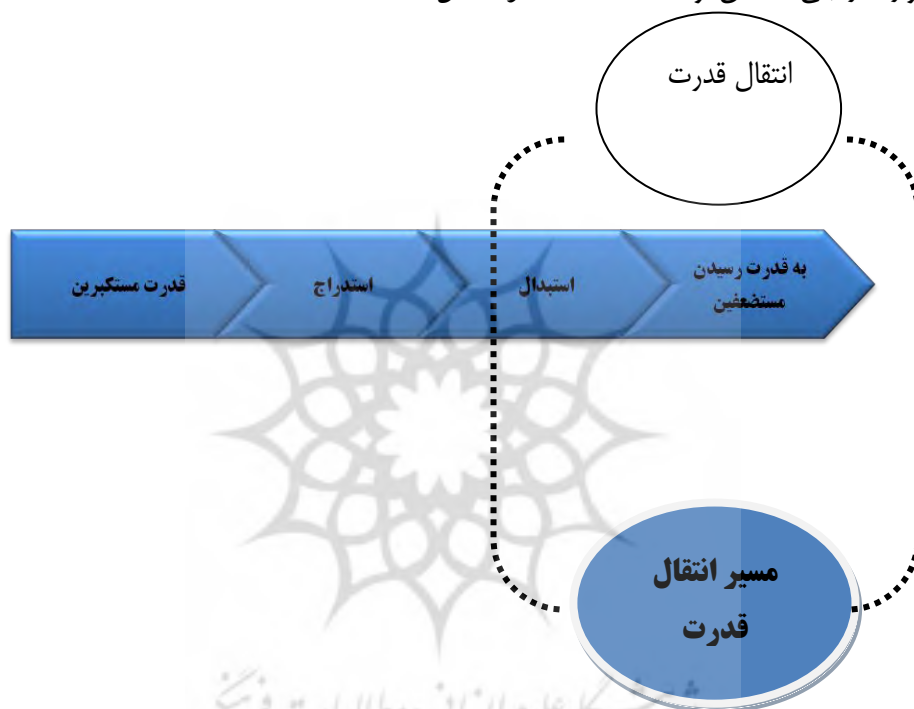 انتقال قدرت
قدرت مستکبرین
استدراج
استبدال
به قدرت رسیدن
مستضعفین
مسیر انتقال
قدرت